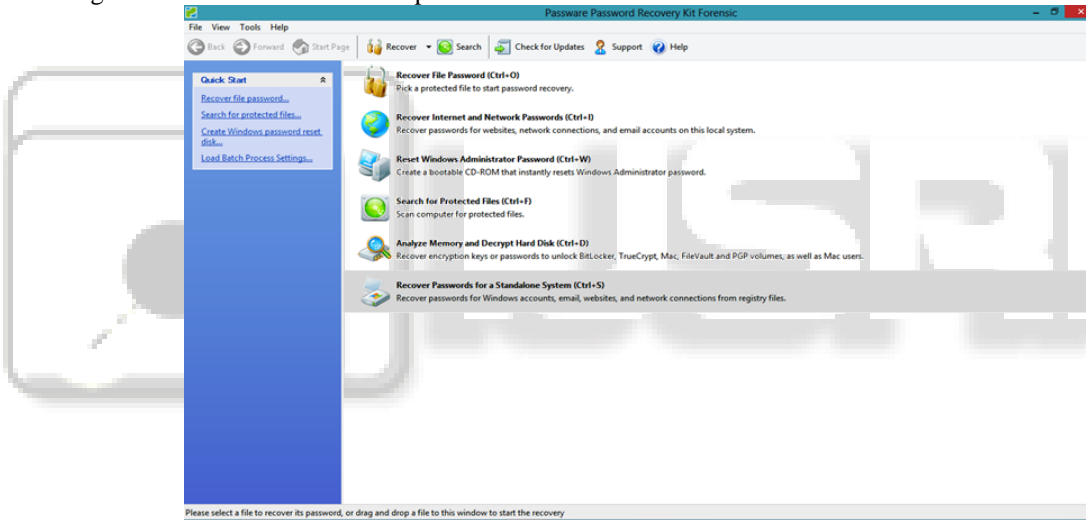 Passware Password Recovery Kit Forensic
File View Tools Help
Back Forward Start Page Recover Search Check for Updates Support Help
Quick Start
Recover file password...
Search for protected files...
Create Windows password reset
disk...
Load Batch Process Settings...
Recover File Password (Ctrl+O)
Pick a protected file to start password recovery.
Recover Internet and Network Passwords (Ctrl+I)
Recover passwords for websites, network connections, and email accounts on this local system.
Reset Windows Administrator Password (Ctrl+W)
Create a bootable CD-ROM that instantly resets Windows Administrator password.
Search for Protected Files (Ctrl+F)
Scan computer for protected files.
Analyze Memory and Decrypt Hard Disk (Ctrl+D)
Recover encryption keys or passwords to unlock BitLocker, TrueCrypt, Mac, FileVault and PGP volumes, as well as Mac users.
Recover Passwords for a Standalone System (Ctrl+S)
Recover passwords for Windows accounts, email, websites, and network connections from registry files.
Please select a file to recover its password, or drag and drop a file to this window to start the recovery